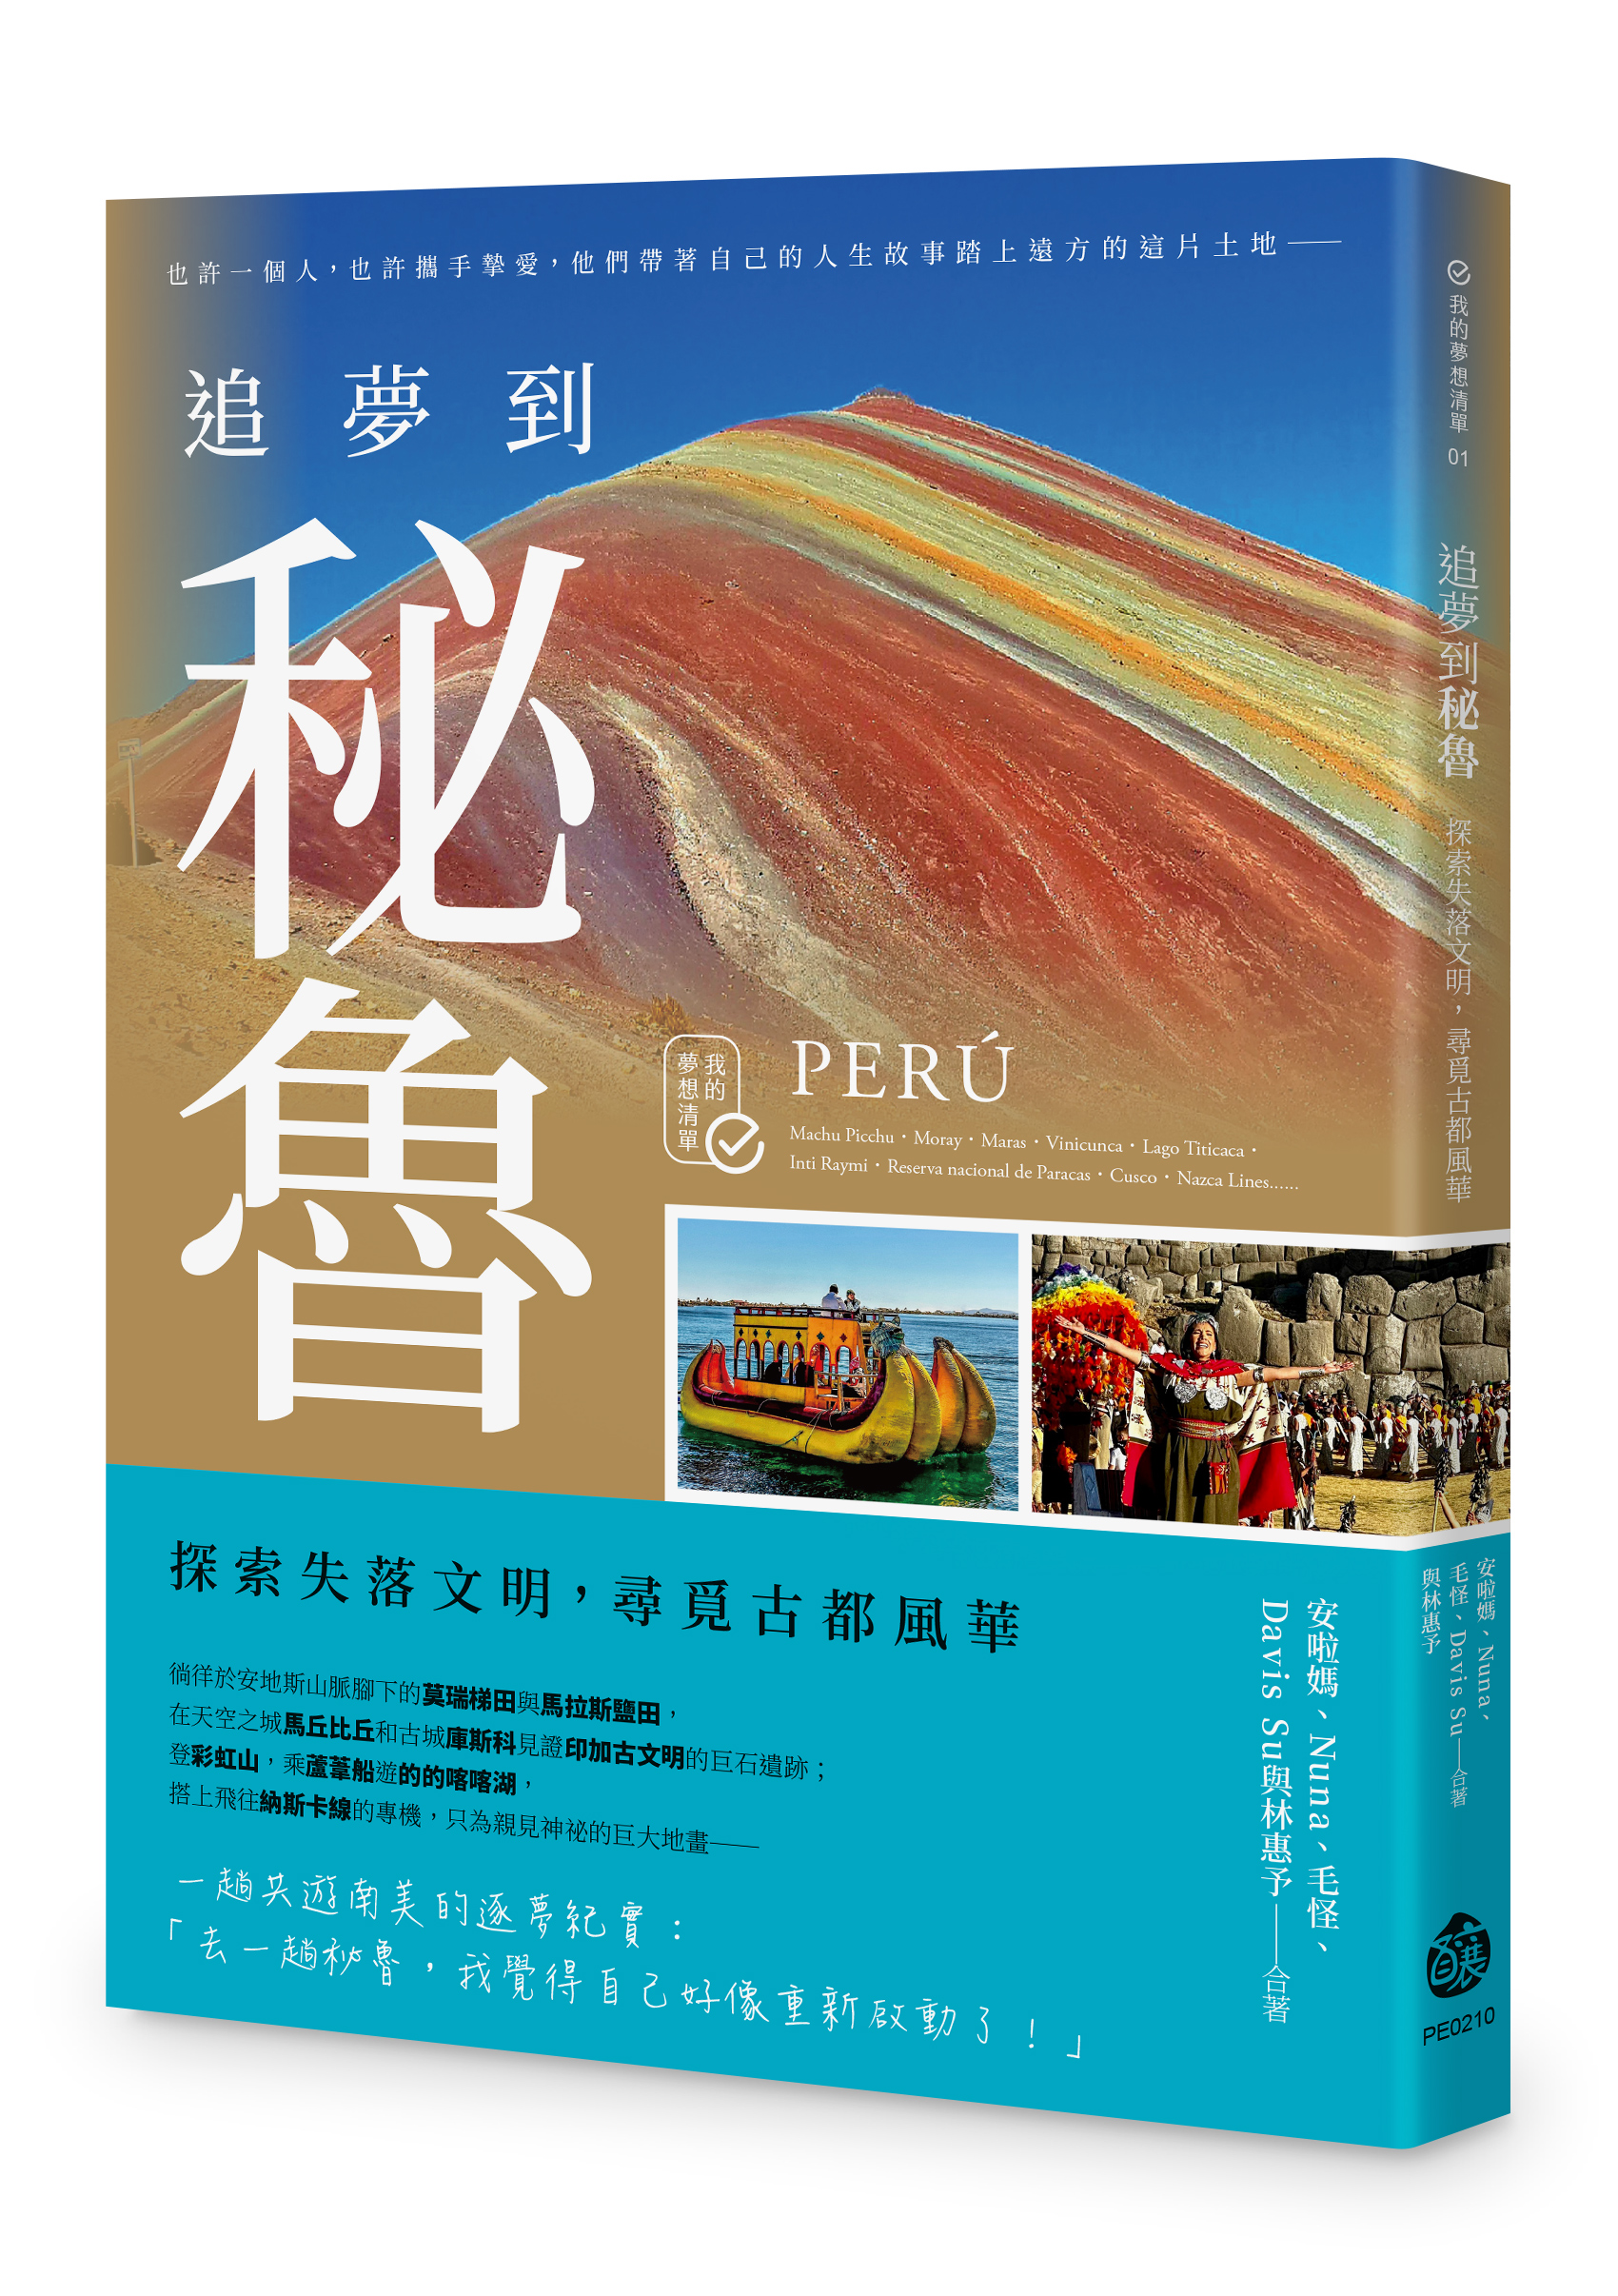 也許一個人，也許攜手摯愛，他們帶著自己的人生故事踏上遠方的這片土地——
追夢到
秘魯
我的
夢想清單
PERÚ
Machu Picchu・Moray・Maras・Vinicunca・Lago Titicaca・
Inti Raymi・Reserva nacional de Paracas・Cusco・Nazca Lines......
探索失落文明，尋覓古都風華
徜徉於安地斯山脈腳下的莫瑞梯田與馬拉斯鹽田，
在天空之城馬丘比丘和古城庫斯科見證印加古文明的巨石遺跡；
登彩虹山，乘蘆葦船遊的的喀喀湖，
搭上飛往納斯卡線的專機，只為親見神祕的巨大地畫——
一趟共遊南美的逐夢紀實：
「去一趟秘魯，我覺得自己好像重新啟動了！」
安啦媽、Nuna、毛怪、
Davis Su與林惠予——合著
我的夢想清單 01
追夢到秘魯 探索失落文明，尋覓古都風華
安啦媽、Nuna、
毛怪、Davis Su——合著
與林惠予
釀
PE0210